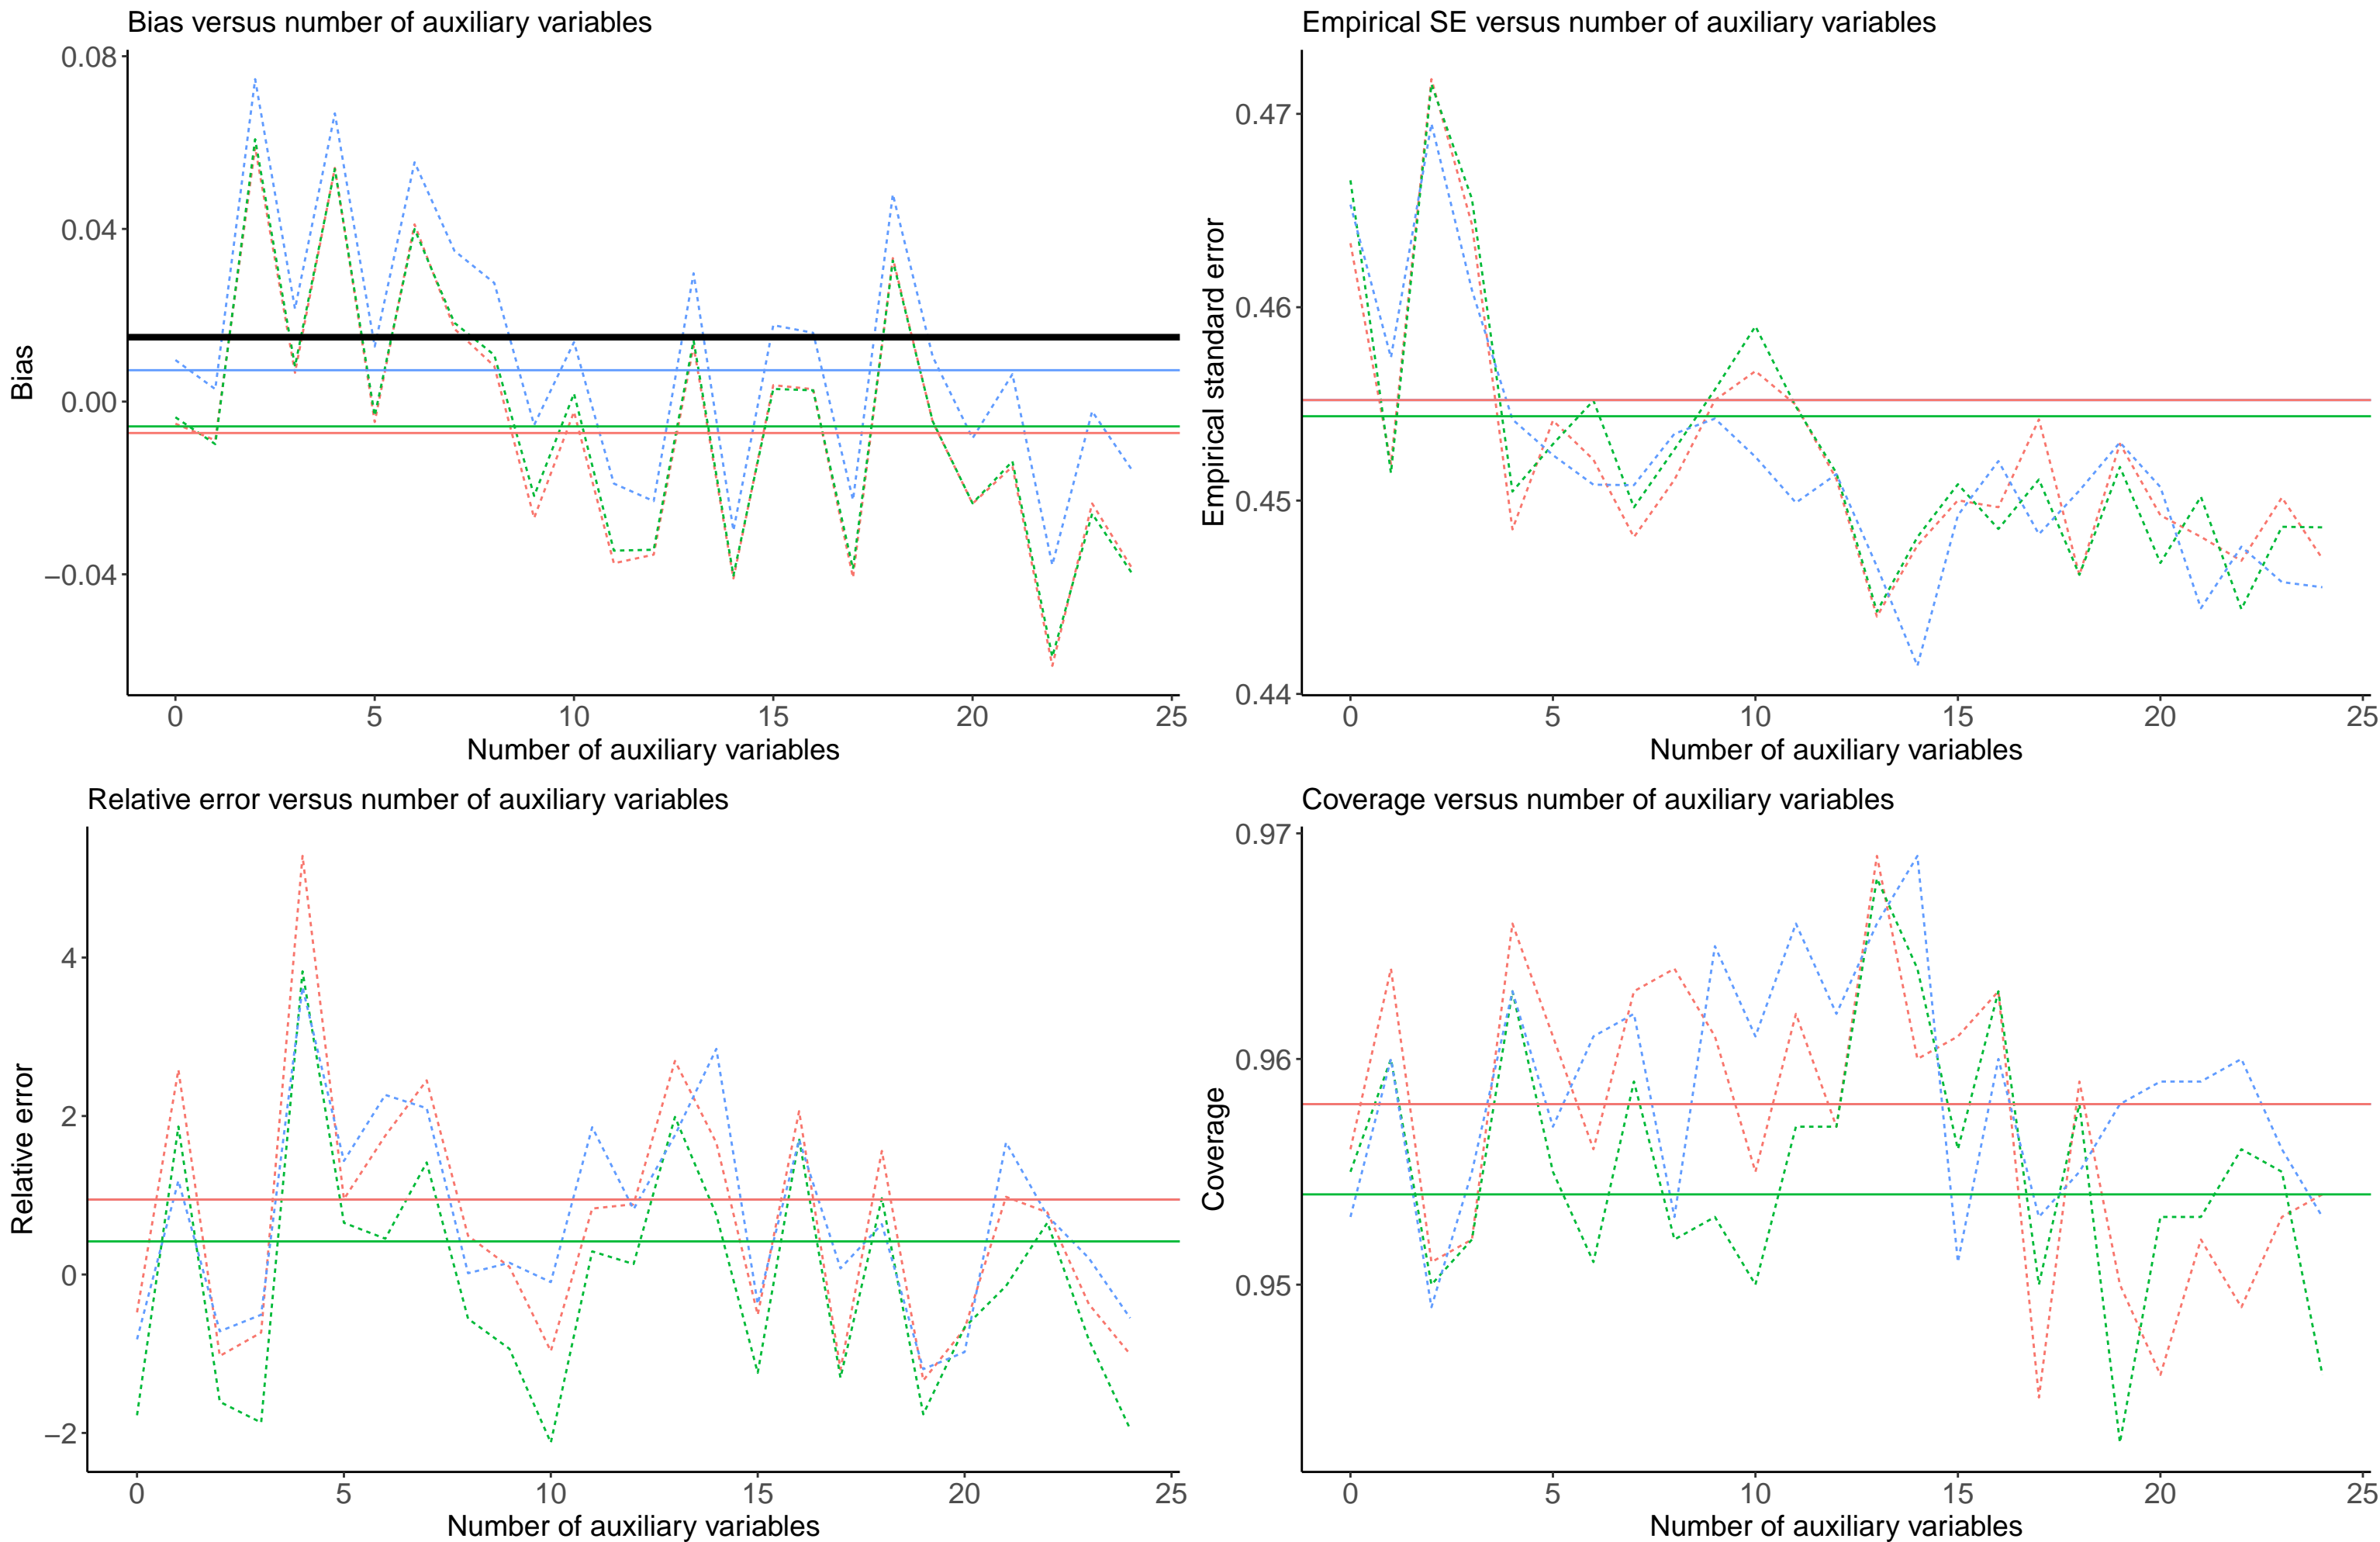 Bias versus number of auxiliary variables
0.08
0.04
0.00
−0.04
Bias
0 5 10 15 20 25
Number of auxiliary variables
Empirical SE versus number of auxiliary variables
0.47
0.46
0.45
0.44
Empirical standard error
0 5 10 15 20 25
Number of auxiliary variables
Relative error versus number of auxiliary variables
4
2
0
−2
Relative error
0 5 10 15 20 25
Number of auxiliary variables
Coverage versus number of auxiliary variables
0.97
0.96
0.95
Coverage
0 5 10 15 20 25
Number of auxiliary variables